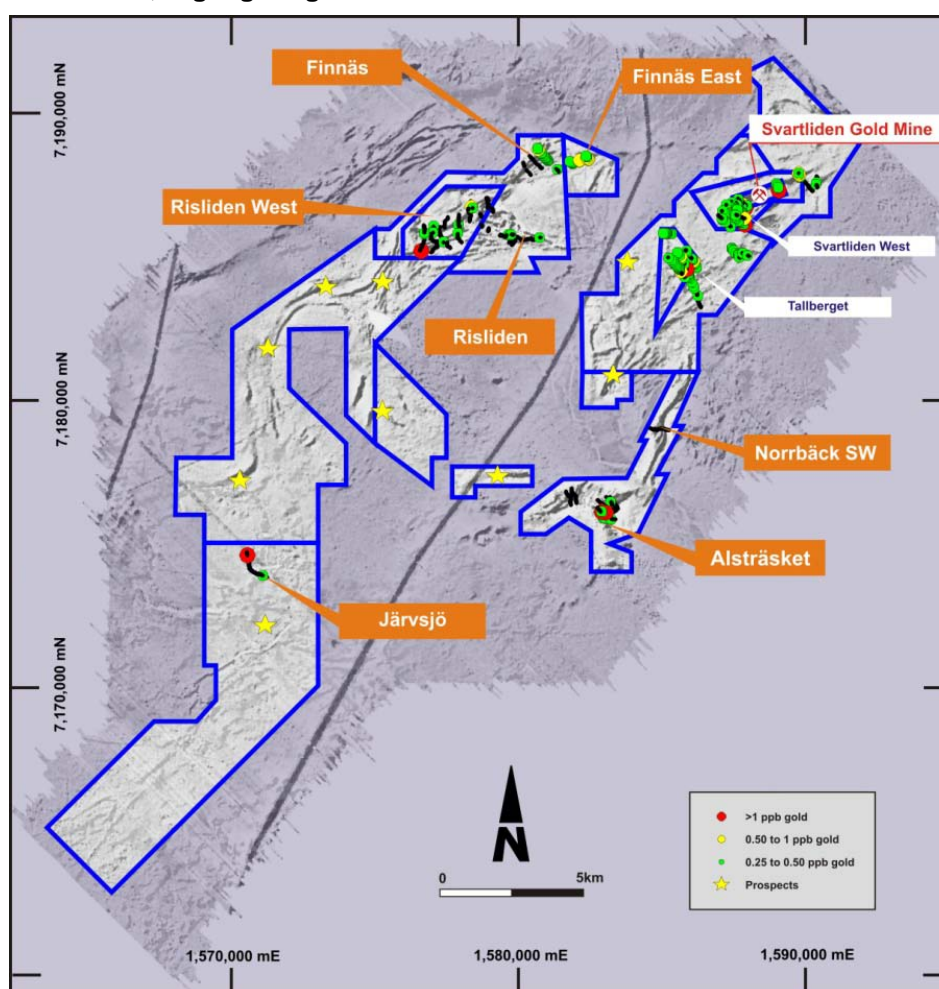 Finnäs
Finnäs East
7,190,000 mN
Svartliden Gold Mine
Risliden West
Svartliden West
Tallberget
Risliden
7,180,000 mN
Norrbäck SW
Alsträsket
Järvsjö
7,170,000 mN
N
0 5km
>1 ppb gold
0.50 to 1 ppb gold
0.25 to 0.50 ppb gold
Prospects
1,570,000 mE
1,580,000 mE
1,590,000 mE